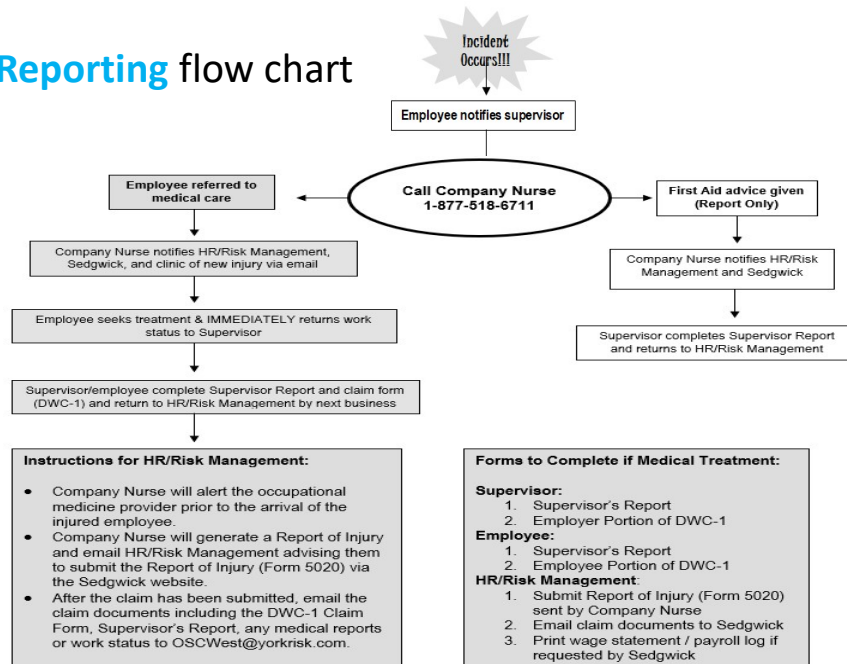 Reporting flow chart
Incident
Occurs!!!
Employee notifies supervisor
Call Company Nurse
1-877-518-6711
Employee referred to
medical care
Company Nurse notifies HR/Risk Management,
Sedgwick, and clinic of new injury via email
Employee seeks treatment & IMMEDIATELY returns work
status to Supervisor
Supervisor/employee complete Supervisor Report and claim form
(DWC-1) and return to HR/Risk Management by next business
First Aid advice given
(Report Only)
Company Nurse notifies HR/Risk
Management and Sedgwick
Supervisor completes Supervisor Report
and returns to HR/Risk Management
Instructions for HR/Risk Management:
• Company Nurse will alert the occupational
medicine provider prior to the arrival of the
injured employee.
• Company Nurse will generate a Report of Injury
and email HR/Risk Management advising them
to submit the Report of Injury (Form 5020) via
the Sedgwick website.
• After the claim has been submitted, email the
claim documents including the DWC-1 Claim
Form, Supervisor's Report, any medical reports
or work status to OSCWest@yorkrisk.com.
Forms to Complete if Medical Treatment:
Supervisor:
1. Supervisor's Report
2. Employer Portion of DWC-1
Employee:
1. Supervisor's Report
2. Employee Portion of DWC-1
HR/Risk Management:
1. Submit Report of Injury (Form 5020)
sent by Company Nurse
2. Email claim documents to Sedgwick
3. Print wage statement / payroll log if
requested by Sedgwick